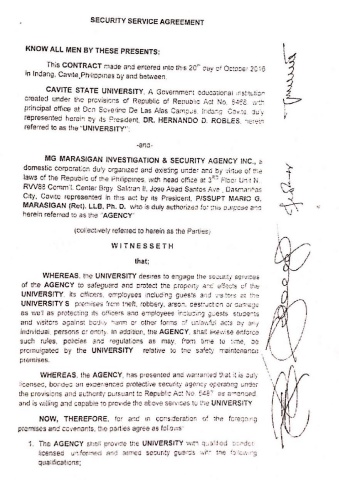 SECURITY SERVICE AGREEMENT
KNOW ALL MEN BY THESE PRESENTS:
This CONTRACT made and entered into this 20th day of October 2016
in Indang, Cavite, Philippines by and between.
CAVITE STATE UNIVERSITY, A Government educational institution
created under the provisions of Republic of Republic Act No. 8468, with
principal office at Don Severino De Las Alas Campus, Indang Cavite duly
represented herein by its President, DR. HERNANDO D. ROBLES, herein
referred to as the "UNIVERSITY".
-and-
MG MARASIGAN INVESTIGATION & SECURITY AGENCY INC., a
domestic corporation duly organized and existing under and by virtue of the
laws of the Republic of the Philippines, with head office at 3RD Floor Unit N
RVV88 Comm'l. Center Brgy Salitran II, Jose Abad Santos Ave., Dasmariñas
City, Cavite represented in this act by its President, P/SSUPT MARIO G.
MARASIGAN (Ret). LLB, Ph. D. who is duly authorized for this purpose and
herein referred to as the "AGENCY"
(collectively referred to herein as the Parties)
W I T N E S S E T H
that;
WHEREAS, the UNIVERSITY desires to engage the security services
of the AGENCY to safeguard and protect the property and effects of the
UNIVERSITY, its officers, employees including guests and visitors at the
UNIVERSITY'S premises from theft, robbery, arson, destruction or damage
as well as protecting its officers and employees including guests, students
and visitors against bodily harm or other forms of unlawful acts by any
individual, persons or entity. In addition, the AGENCY, shall likewise enforce
such rules, policies and regulations as may, from time to time, be
promulgated by the UNIVERSITY relative to the safety maintenance
premises.
WHEREAS, the AGENCY, has presented and warranted that it is duly
licensed, bonded an experienced protective security agency operating under
the provisions and authority pursuant to Republic Act No. 5487, as amended
and is willing and capable to provide the above services to the UNIVERSITY
NOW, THEREFORE, for and in consideration of the foregoing
premises and covenants, the parties agree as follows:
1. The AGENCY shall provide the UNIVERSITY with qualified, bonded,
licensed, uniformed and armed security guards with the following
qualifications;